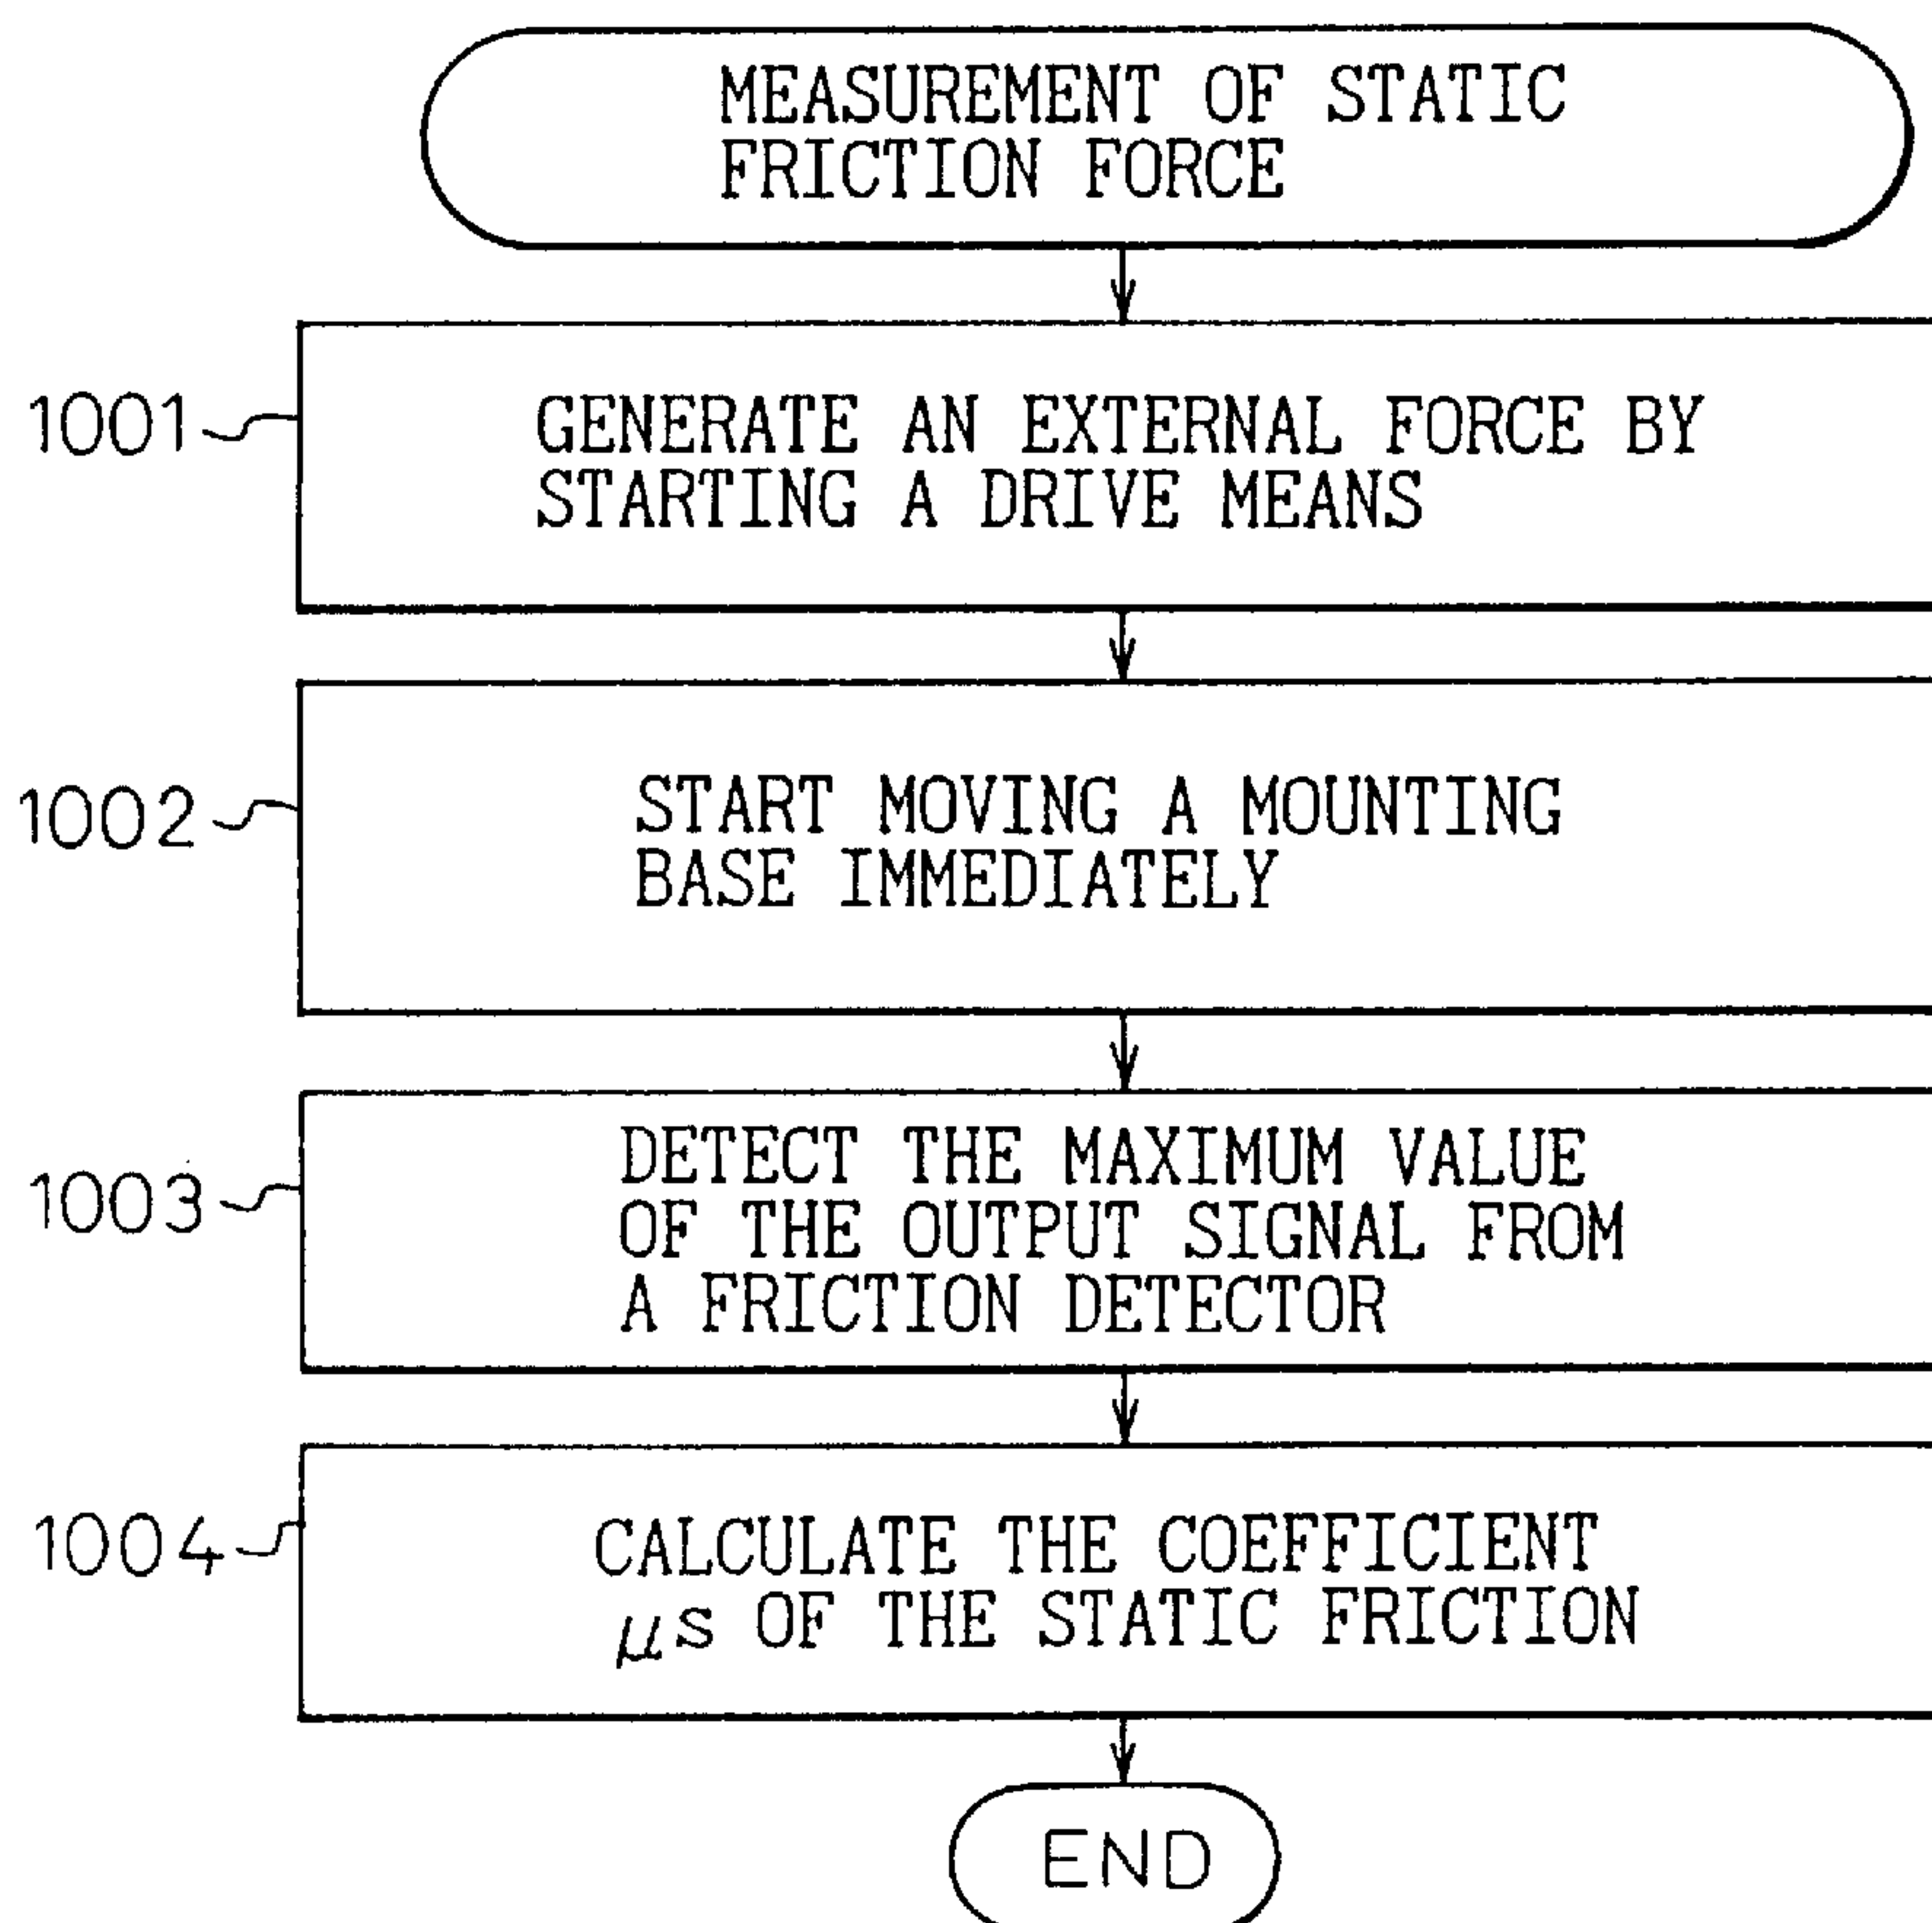 MEASUREMENT OF STATIC
FRICTION FORCE
1001
GENERATE AN EXTERNAL FORCE BY
STARTING A DRIVE MEANS
1002
START MOVING A MOUNTING
BASE IMMEDIATELY
1003
DETECT THE MAXIMUM VALUE
OF THE OUTPUT SIGNAL FROM
A FRICTION DETECTOR
1004
CALCULATE THE COEFFICIENT
μs OF THE STATIC FRICTION
END